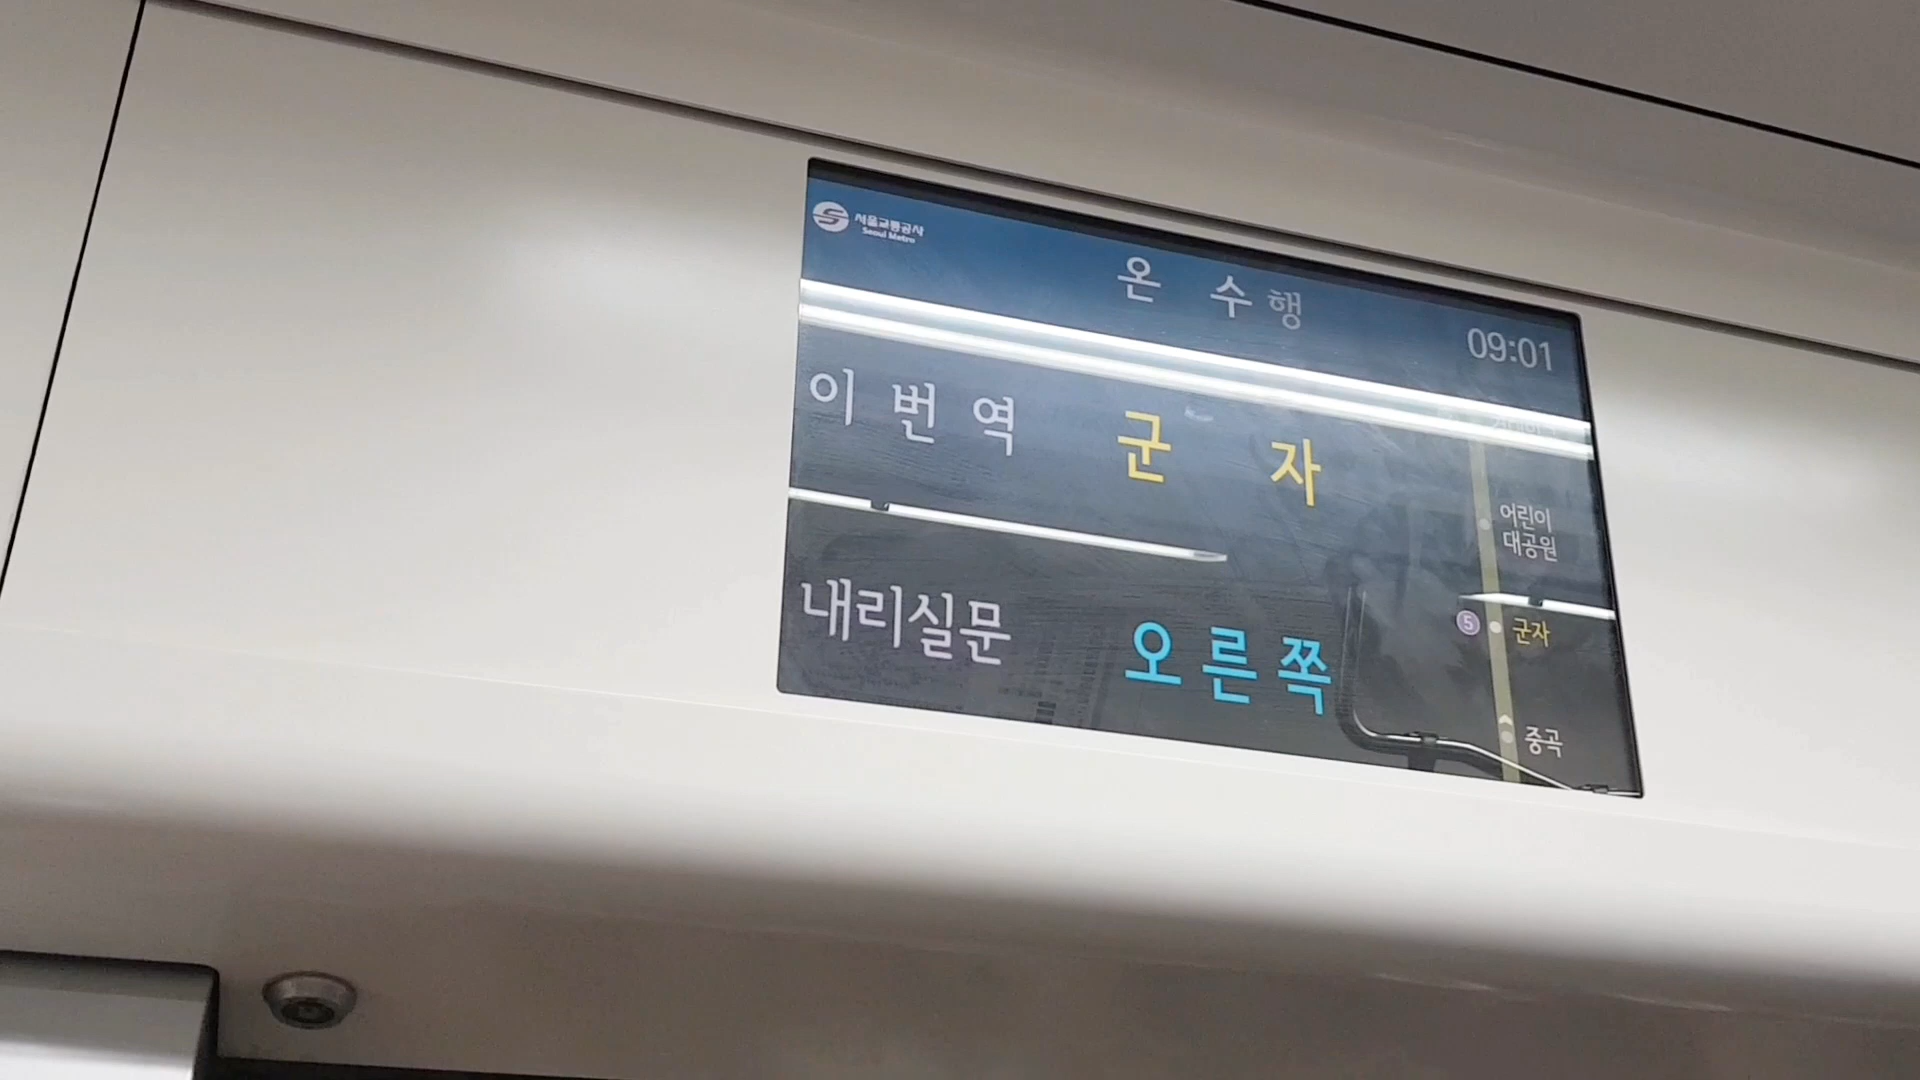 서울교통공사
Seoul Metro
온 수행
09:01
이 번 역 군 자
내리실문 오른쪽
어린이
대공원
5 군자
중곡